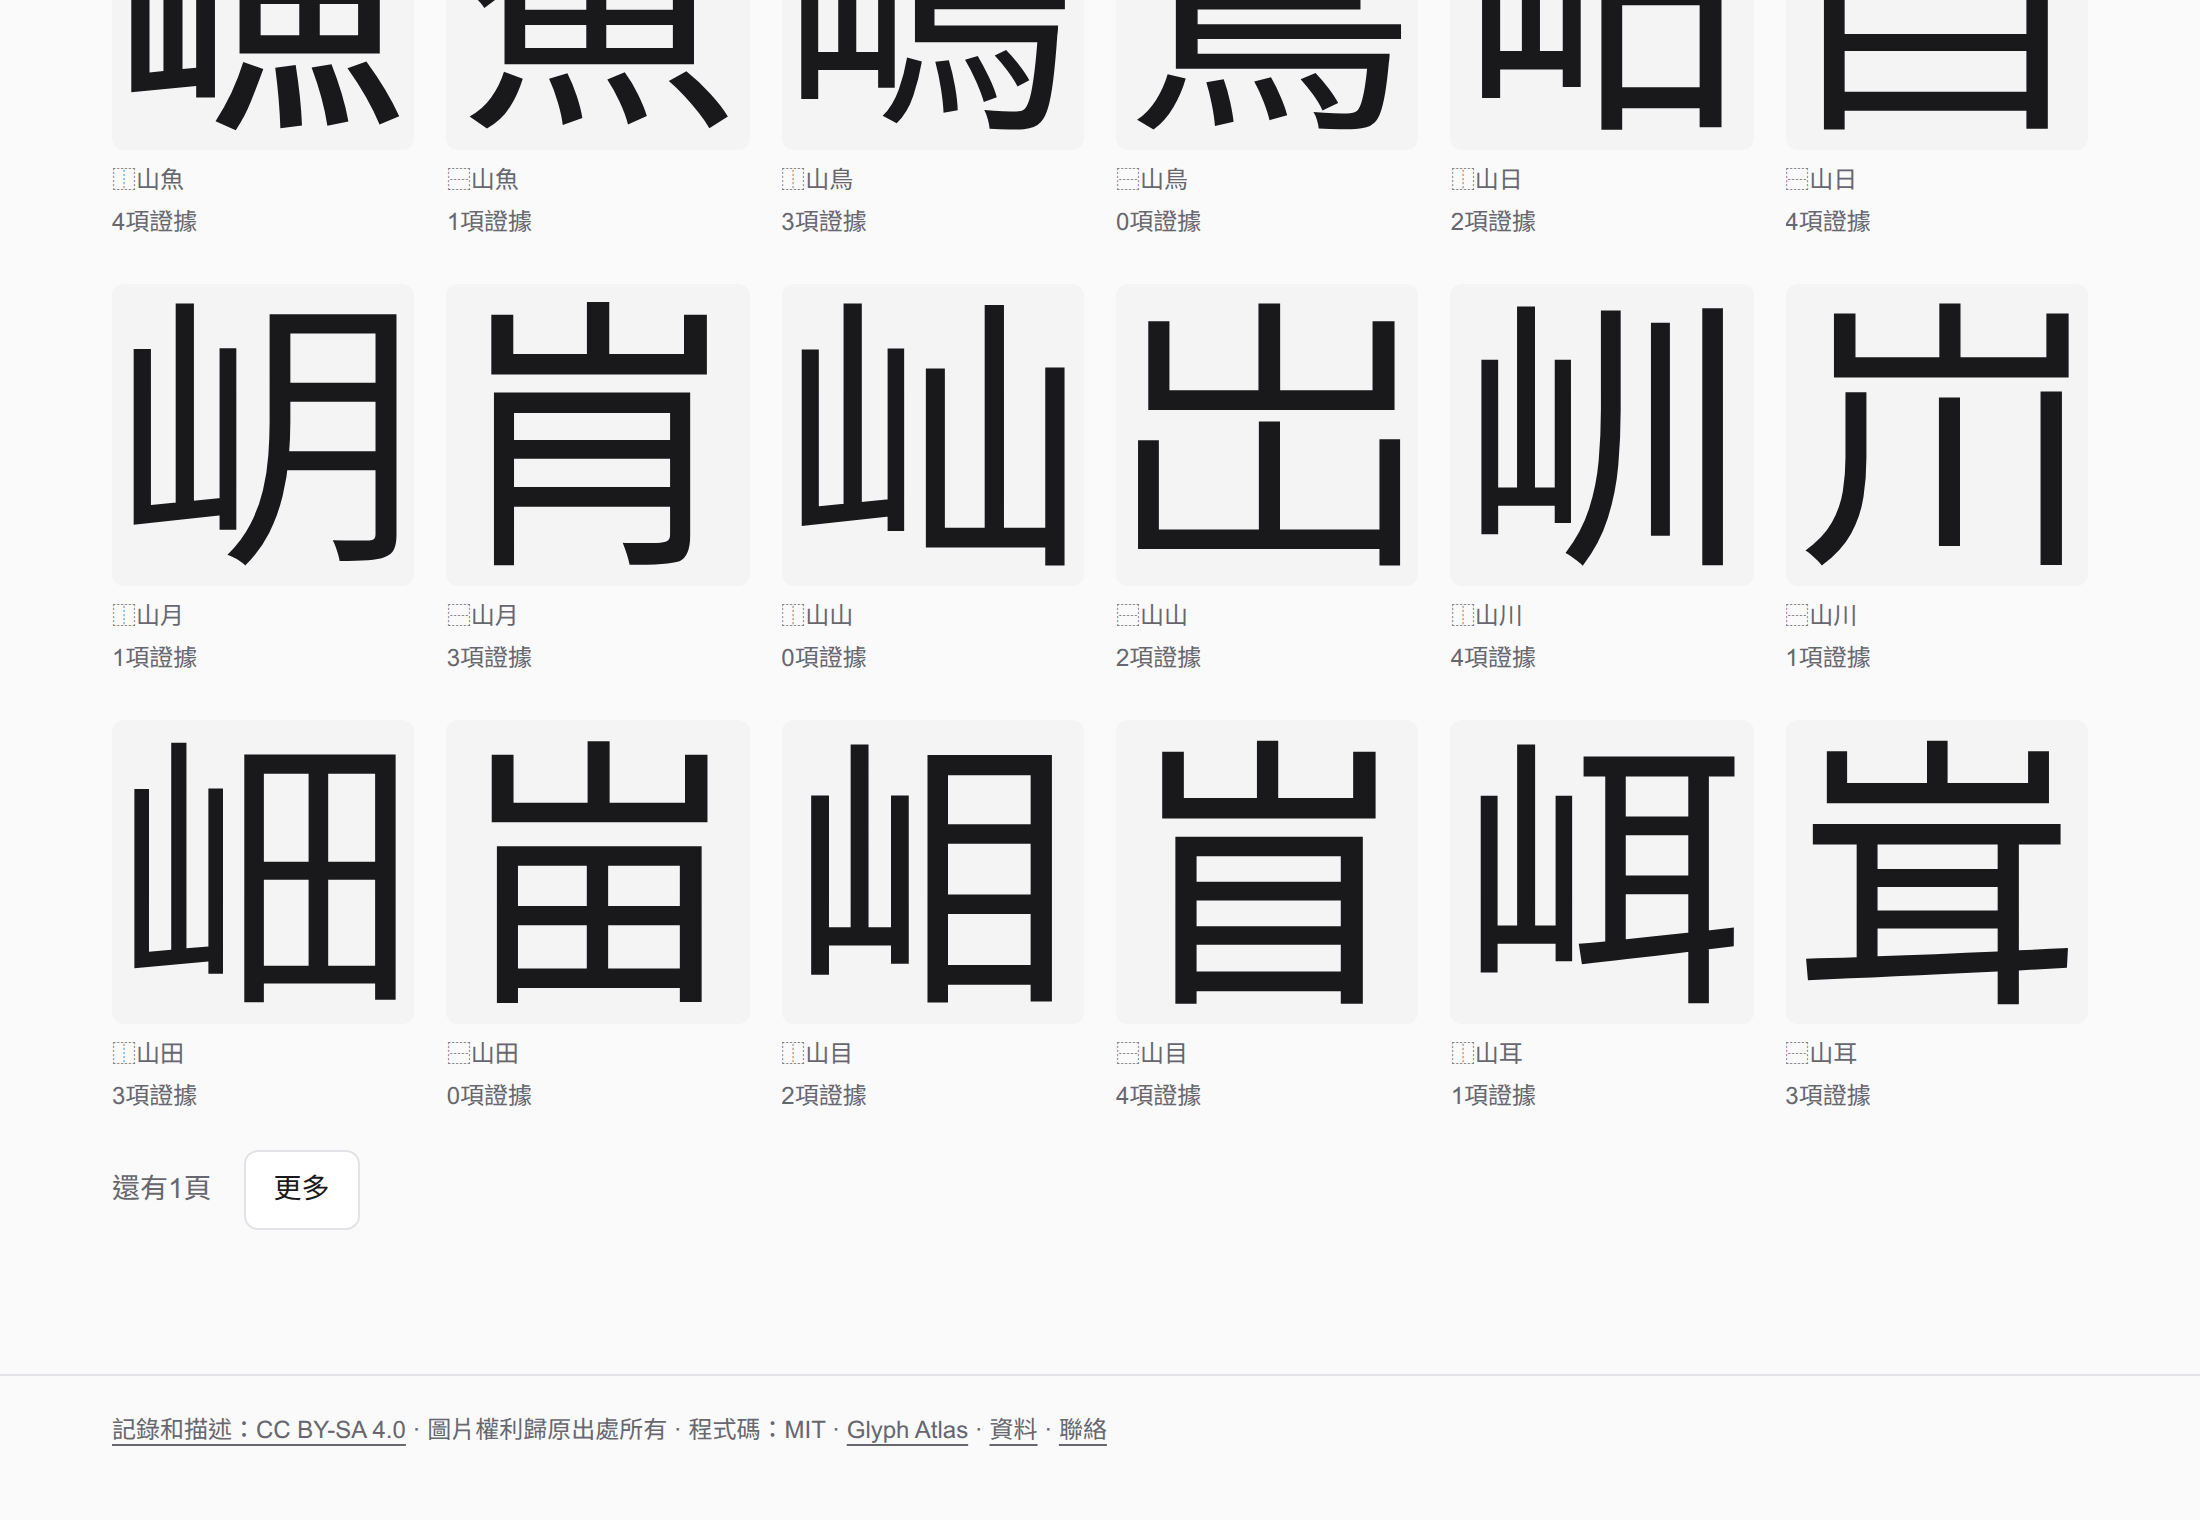 ⿰山魚 ⿱山魚 ⿰山鳥 ⿱山鳥 ⿰山日 ⿱山日
4項證據 1項證據 3項證據 0項證據 2項證據 4項證據
⿰山月 ⿱山月 ⿰山山 ⿱山山 ⿰山川 ⿱山川
1項證據 3項證據 0項證據 2項證據 4項證據 1項證據
⿰山田 ⿱山田 ⿰山目 ⿱山目 ⿰山耳 ⿱山耳
3項證據 0項證據 2項證據 4項證據 1項證據 3項證據
還有1頁 更多
記錄和描述：CC BY-SA 4.0 · 圖片權利歸原出處所有 · 程式碼：MIT · Glyph Atlas · 資料 · 聯絡